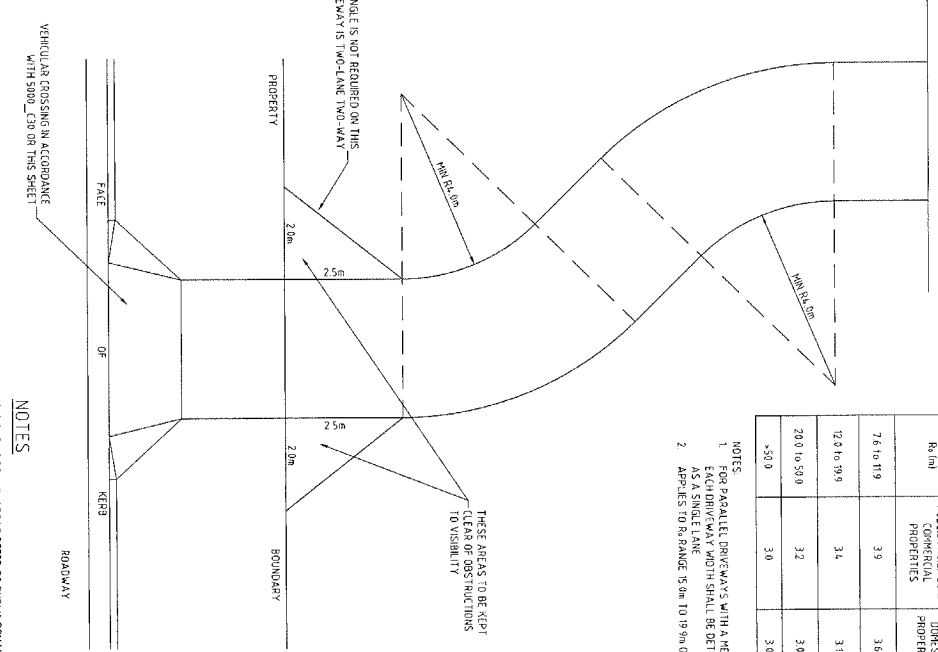 NGLE IS NOT REQUIRED ON THIS
EWAY IS TWO-LANE TWO-WAY
VEHICULAR CROSSING IN ACCORDANCE
WITH 5000_C30 OR THIS SHEET
PROPERTY
BOUNDARY
2.0m
2.5m
2.5m
2.0m
MIN R4.0m
MIN R4.0m
FACE OF KERB
ROADWAY
THESE AREAS TO BE KEPT
CLEAR OF OBSTRUCTIONS
TO VISIBILITY
R₀ (m)
COMMERCIAL
PROPERTIES
DOMES
PROPER
7.6 to 11.9 3.9 3.6
12.0 to 19.9 3.4 3.1
20.0 to 50.0 3.2 3.0
>50.0 3.0 3.0
NOTES:
1. FOR PARALLEL DRIVEWAYS WITH A ME
EACH DRIVEWAY WIDTH SHALL BE DET
AS A SINGLE LANE
2. APPLIES TO R₀ RANGE 15.0m TO 19.9m
NOTES